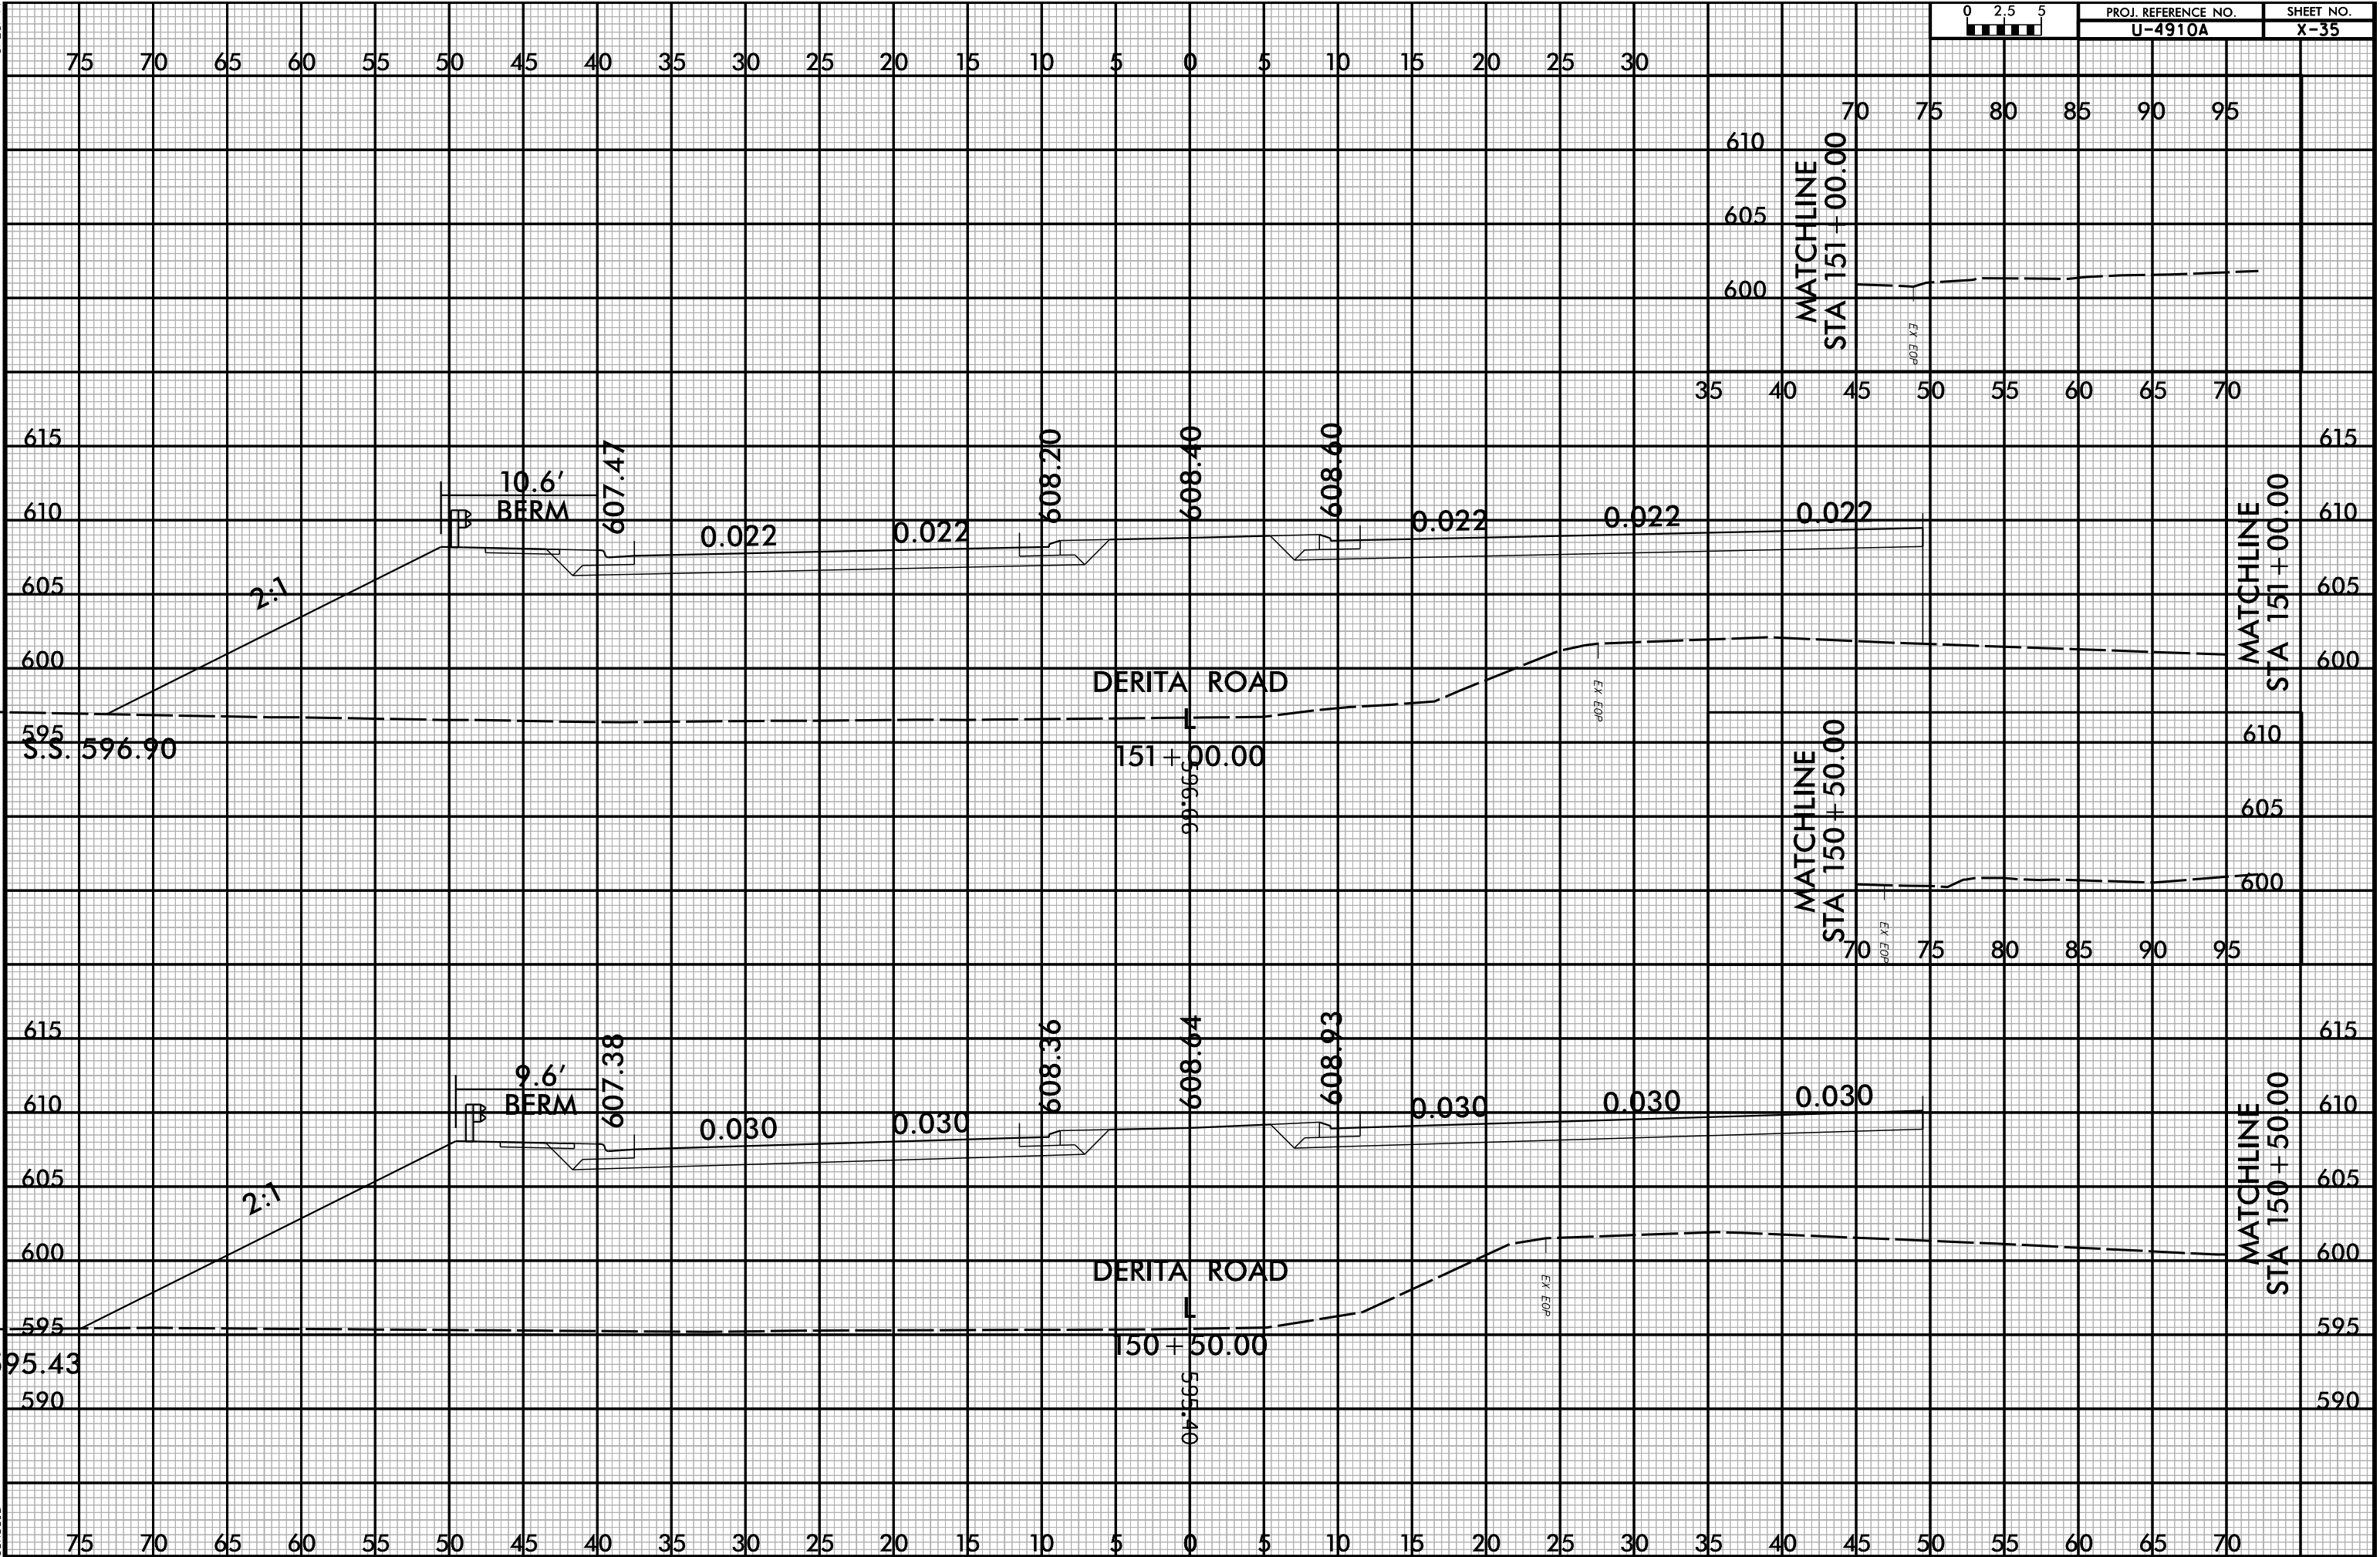 0 2.5 5
PROJ. REFERENCE NO. SHEET NO.
U-4910A X-35
75 70 65 60 55 50 45 40 35 30 25 20 15 10 5 0 5 10 15 20 25 30
70 75 80 85 90 95
610
605
600
MATCHLINE
STA 151+00.00
EX EOP
35 40 45 50 55 60 65 70
615 615
10.6'
BERM
607.47
608.20
608.40
608.60
610 610
0.022 0.022 0.022 0.022 0.022
605 605
2:1
600 600
MATCHLINE
STA 151+00.00
DERITA ROAD
L
EX EOP
595
S.S. 596.90
151+00.00
596.66
610
605
600
MATCHLINE
STA 150+50.00
EX EOP
70 75 80 85 90 95
615 615
9.6'
BERM
607.38
608.36
608.64
608.93
610 610
0.030 0.030 0.030 0.030 0.030
605 605
2:1
600 600
MATCHLINE
STA 150+50.00
DERITA ROAD
L
EX EOP
595 595
95.43
150+50.00
595.40
590 590
75 70 65 60 55 50 45 40 35 30 25 20 15 10 5 0 5 10 15 20 25 30 35 40 45 50 55 60 65 70